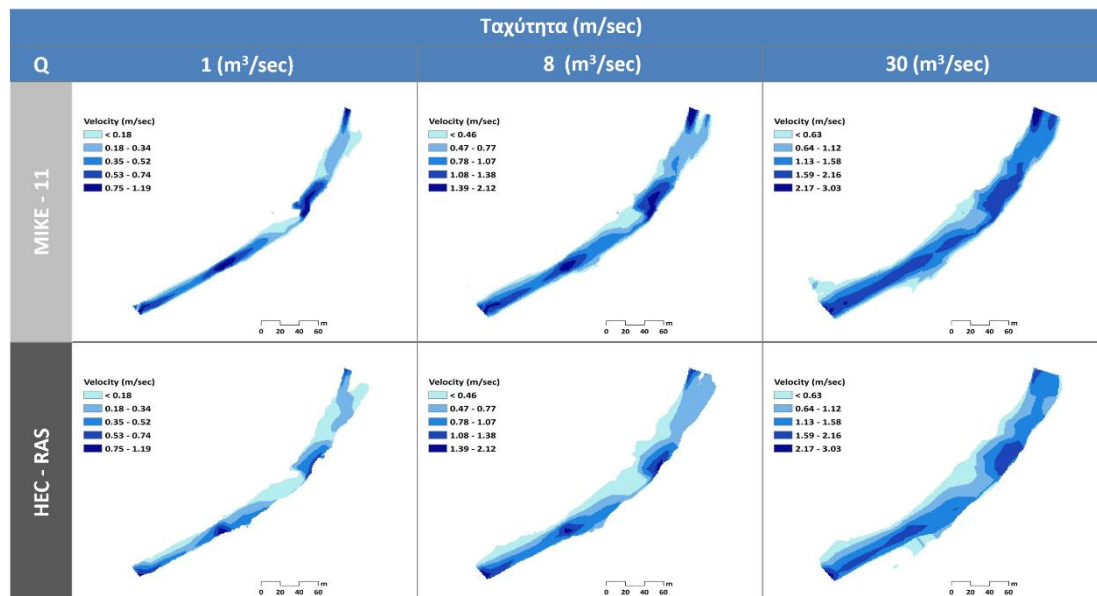 Ταχύτητα (m/sec)
Q 1 (m³/sec) 8 (m³/sec) 30 (m³/sec)
MIKE - 11
Velocity (m/sec)
< 0.18
0.18 - 0.34
0.35 - 0.52
0.53 - 0.74
0.75 - 1.19
0 20 40 60 m
Velocity (m/sec)
< 0.46
0.47 - 0.77
0.78 - 1.07
1.08 - 1.38
1.39 - 2.12
0 20 40 60 m
Velocity (m/sec)
< 0.63
0.64 - 1.12
1.13 - 1.58
1.59 - 2.16
2.17 - 3.03
0 20 40 60 m
HEC - RAS
Velocity (m/sec)
< 0.18
0.18 - 0.34
0.35 - 0.52
0.53 - 0.74
0.75 - 1.19
0 20 40 60 m
Velocity (m/sec)
< 0.46
0.47 - 0.77
0.78 - 1.07
1.08 - 1.38
1.39 - 2.12
0 20 40 60 m
Velocity (m/sec)
< 0.63
0.64 - 1.12
1.13 - 1.58
1.59 - 2.16
2.17 - 3.03
0 20 40 60 m